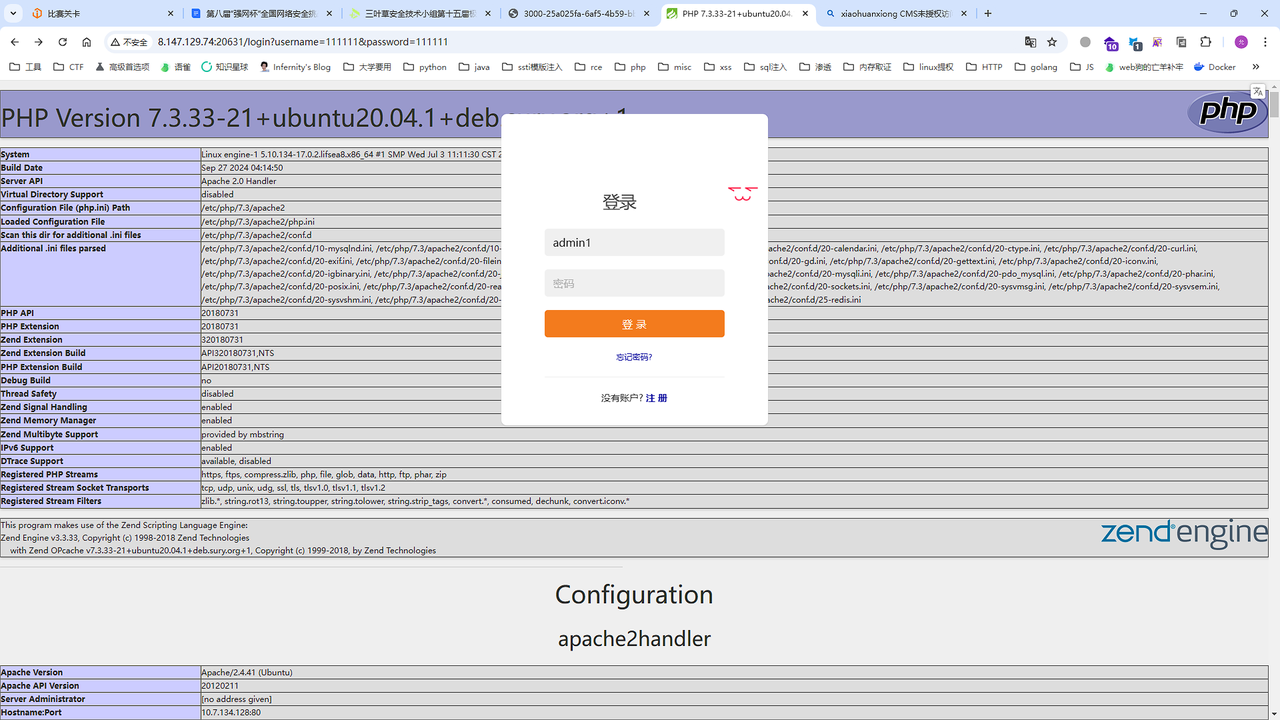 比赛关卡
第八届"强网杯"全国网络安全挑
三叶草安全技术小组第十五届极
3000-25a025fa-6af5-4b59-b
PHP 7.3.33-21+ubuntu20.04.
xiaohuanxiong CMS未授权访
不安全 8.147.129.74:20631/login?username=111111&password=111111
工具 CTF 高级首选项 语雀 知识星球 Infernity's Blog 大学要用 python java ssti模版注入 rce php misc xss sql注入 渗透 内存取证 linux提权 HTTP golang JS web狗的亡羊补牢 Docker
PHP Version 7.3.33-21+ubuntu20.04.1+deb
php
System Linux engine-1 5.10.134-17.0.2.lifsea8.x86_64 #1 SMP Wed Jul 3 11:11:30 CST
Build Date Sep 27 2024 04:14:50
Server API Apache 2.0 Handler
Virtual Directory Support disabled
Configuration File (php.ini) Path /etc/php/7.3/apache2
Loaded Configuration File /etc/php/7.3/apache2/php.ini
Scan this dir for additional .ini files /etc/php/7.3/apache2/conf.d
Additional .ini files parsed /etc/php/7.3/apache2/conf.d/10-mysqlnd.ini, /etc/php/7.3/apache2/conf.d/10- apache2/conf.d/20-calendar.ini, /etc/php/7.3/apache2/conf.d/20-ctype.ini, /etc/php/7.3/apache2/conf.d/20-curl.ini,
/etc/php/7.3/apache2/conf.d/20-exif.ini, /etc/php/7.3/apache2/conf.d/20-filein conf.d/20-gd.ini, /etc/php/7.3/apache2/conf.d/20-gettext.ini, /etc/php/7.3/apache2/conf.d/20-iconv.ini,
/etc/php/7.3/apache2/conf.d/20-igbinary.ini, /etc/php/7.3/apache2/conf.d/20- apache2/conf.d/20-mysqli.ini, /etc/php/7.3/apache2/conf.d/20-pdo_mysql.ini, /etc/php/7.3/apache2/conf.d/20-phar.ini,
/etc/php/7.3/apache2/conf.d/20-posix.ini, /etc/php/7.3/apache2/conf.d/20-rea apache2/conf.d/20-sockets.ini, /etc/php/7.3/apache2/conf.d/20-sysvmsg.ini, /etc/php/7.3/apache2/conf.d/20-sysvsem.ini,
/etc/php/7.3/apache2/conf.d/20-sysvshm.ini, /etc/php/7.3/apache2/conf.d/20- apache2/conf.d/25-redis.ini
PHP API 20180731
PHP Extension 20180731
Zend Extension 320180731
Zend Extension Build API320180731,NTS
PHP Extension Build API20180731,NTS
Debug Build no
Thread Safety disabled
Zend Signal Handling enabled
Zend Memory Manager enabled
Zend Multibyte Support provided by mbstring
IPv6 Support enabled
DTrace Support available, disabled
Registered PHP Streams https, ftps, compress.zlib, php, file, glob, data, http, ftp, phar, zip
Registered Stream Socket Transports tcp, udp, unix, udg, ssl, tls, tlsv1.0, tlsv1.1, tlsv1.2
Registered Stream Filters zlib.*, string.rot13, string.toupper, string.tolower, string.strip_tags, convert.*, consumed, dechunk, convert.iconv.*
登录
admin1
密码
登 录
忘记密码?
没有账户? 注 册
This program makes use of the Zend Scripting Language Engine:
Zend Engine v3.3.33, Copyright (c) 1998-2018 Zend Technologies
with Zend OPcache v7.3.33-21+ubuntu20.04.1+deb.sury.org+1, Copyright (c) 1999-2018, by Zend Technologies
zend engine
Configuration
apache2handler
Apache Version Apache/2.4.41 (Ubuntu)
Apache API Version 20120211
Server Administrator [no address given]
Hostname:Port 10.7.134.128:80